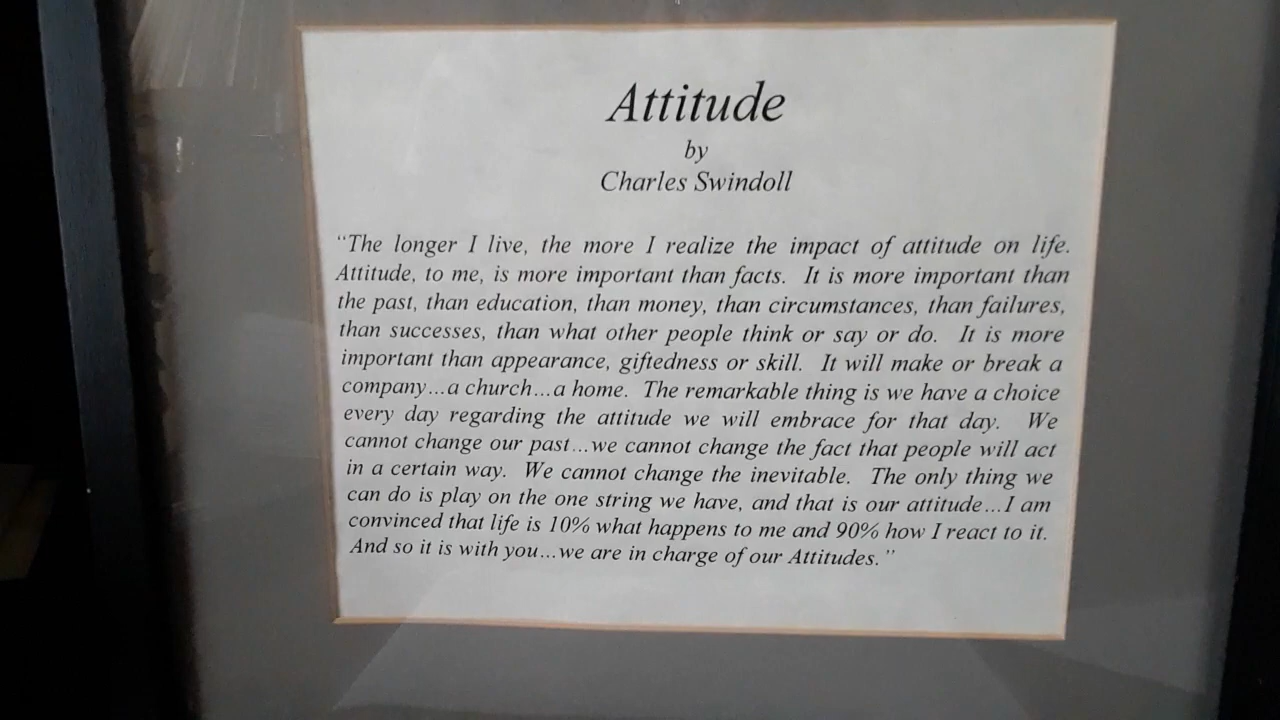 Attitude
by
Charles Swindoll
“The longer I live, the more I realize the impact of attitude on life.
Attitude, to me, is more important than facts. It is more important than
the past, than education, than money, than circumstances, than failures,
than successes, than what other people think or say or do. It is more
important than appearance, giftedness or skill. It will make or break a
company...a church...a home. The remarkable thing is we have a choice
every day regarding the attitude we will embrace for that day. We
cannot change our past...we cannot change the fact that people will act
in a certain way. We cannot change the inevitable. The only thing we
can do is play on the one string we have, and that is our attitude...I am
convinced that life is 10% what happens to me and 90% how I react to it.
And so it is with you...we are in charge of our Attitudes.”